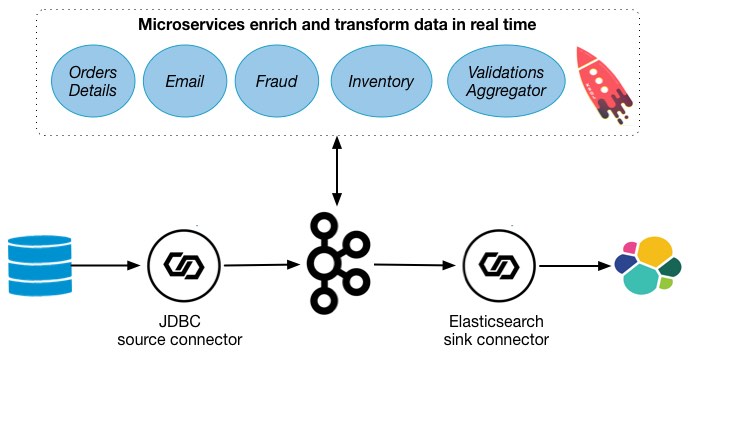 Microservices enrich and transform data in real time
Orders
Details
Email
Fraud
Inventory
Validations
Aggregator
JDBC
source connector
Elasticsearch
sink connector